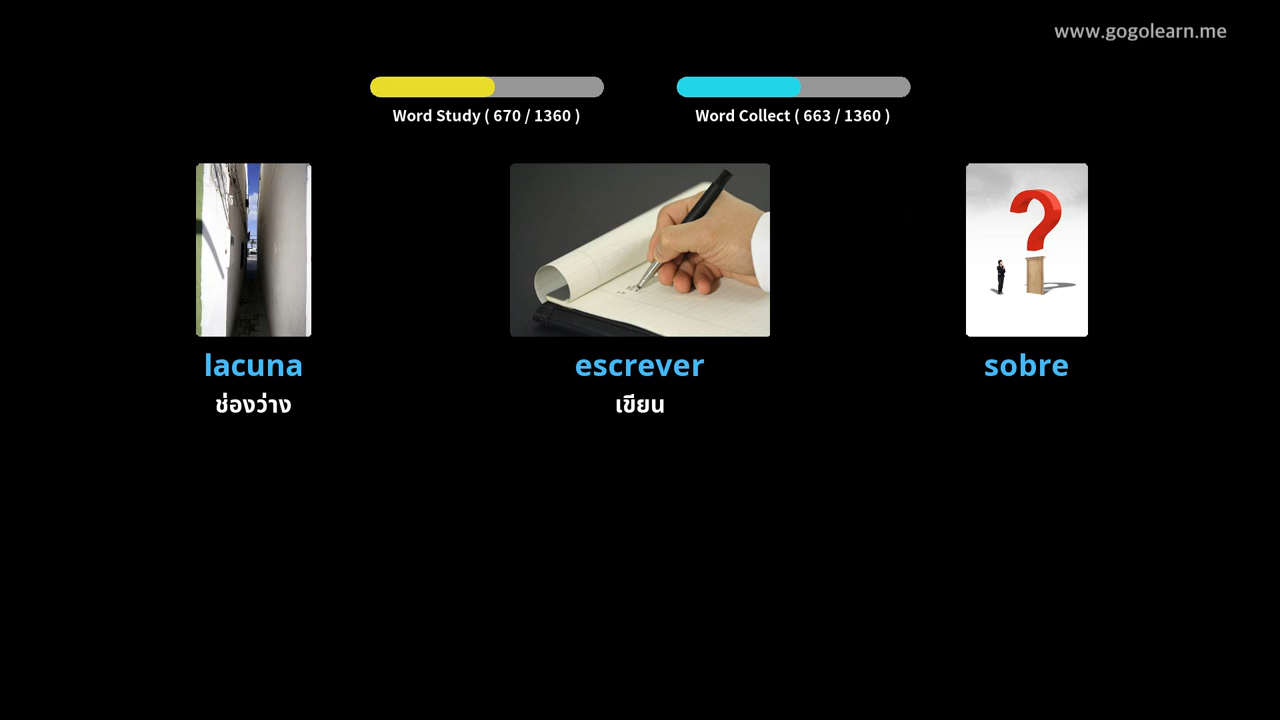 www.gogolearn.me
Word Study ( 670 / 1360 )
Word Collect ( 663 / 1360 )
lacuna
ช่องว่าง
escrever
เขียน
sobre